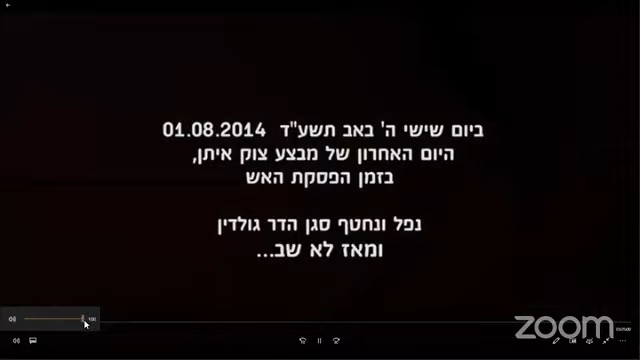 ביום שישי ה' באב תשע"ד 01.08.2014
היום האחרון של מבצע צוק איתן,
בזמן הפסקת האש
נפל ונחטף סגן הדר גולדין
ומאז לא שב...
100
zoom